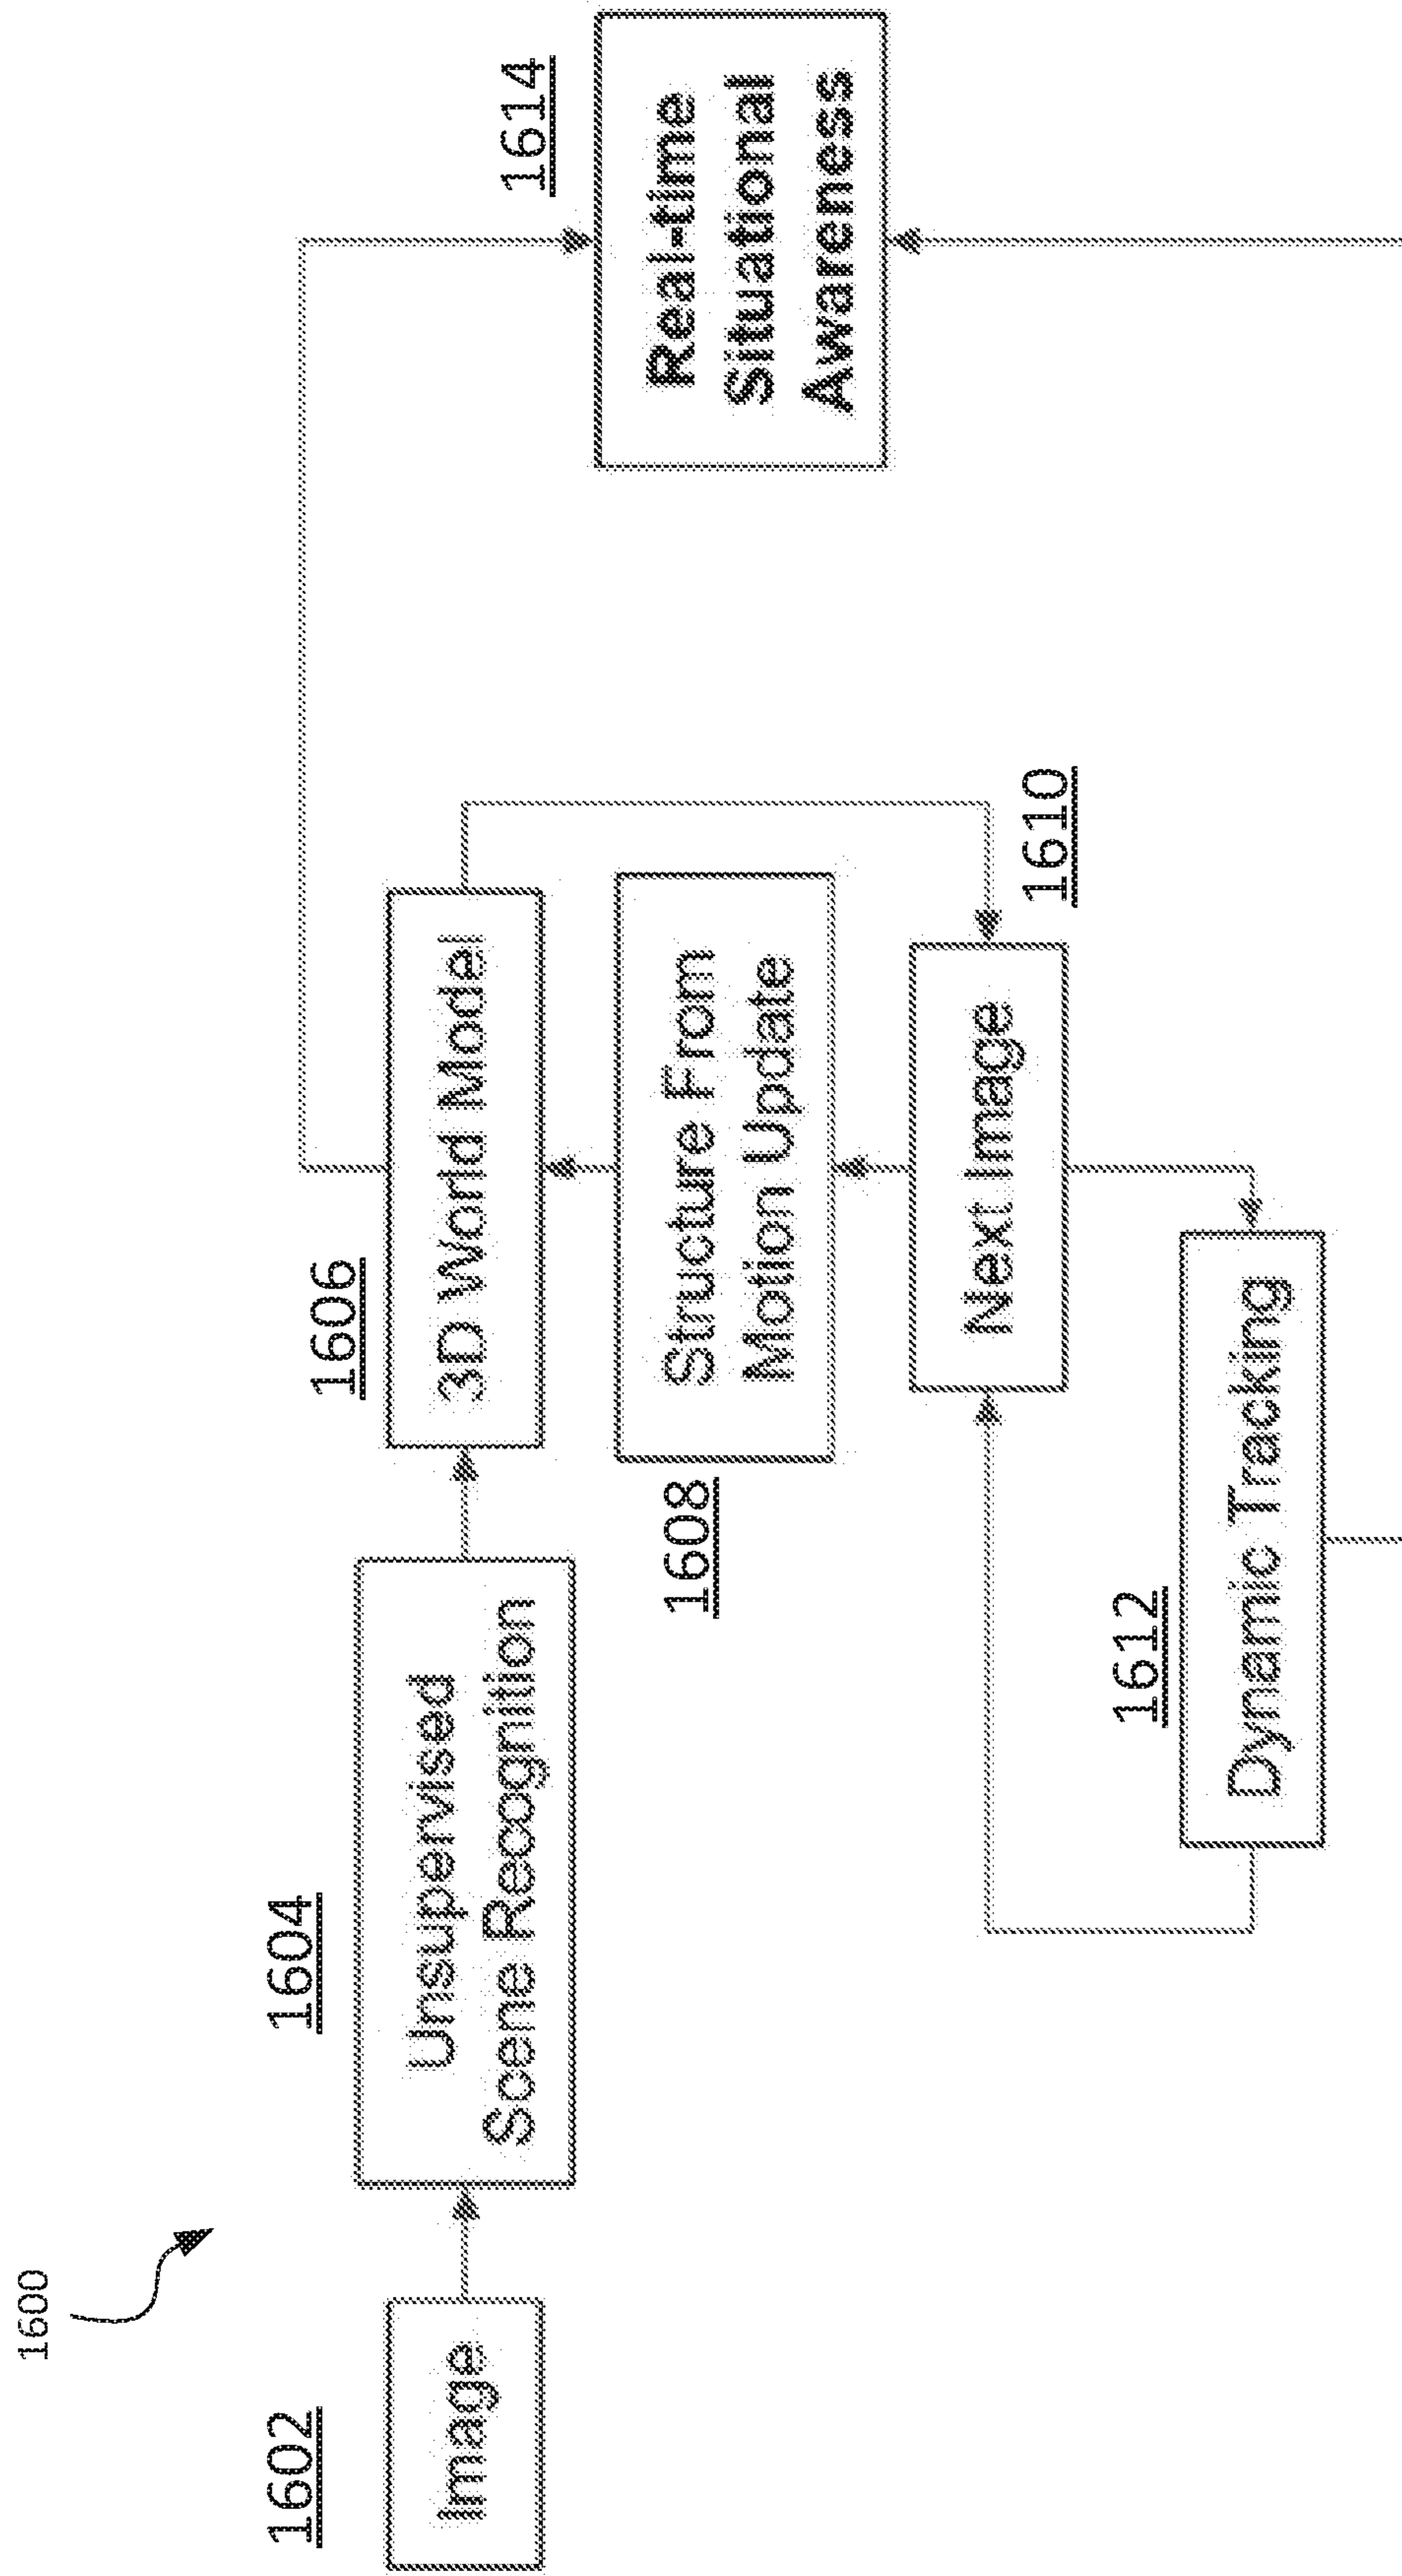 1600
1602
Image
1604
Unsupervised
Scene Recognition
1606
3D World Model
1608
Structure From
Motion Update
Next Image
1610
1612
Dynamic Tracking
1614
Real-time
Situational
Awareness